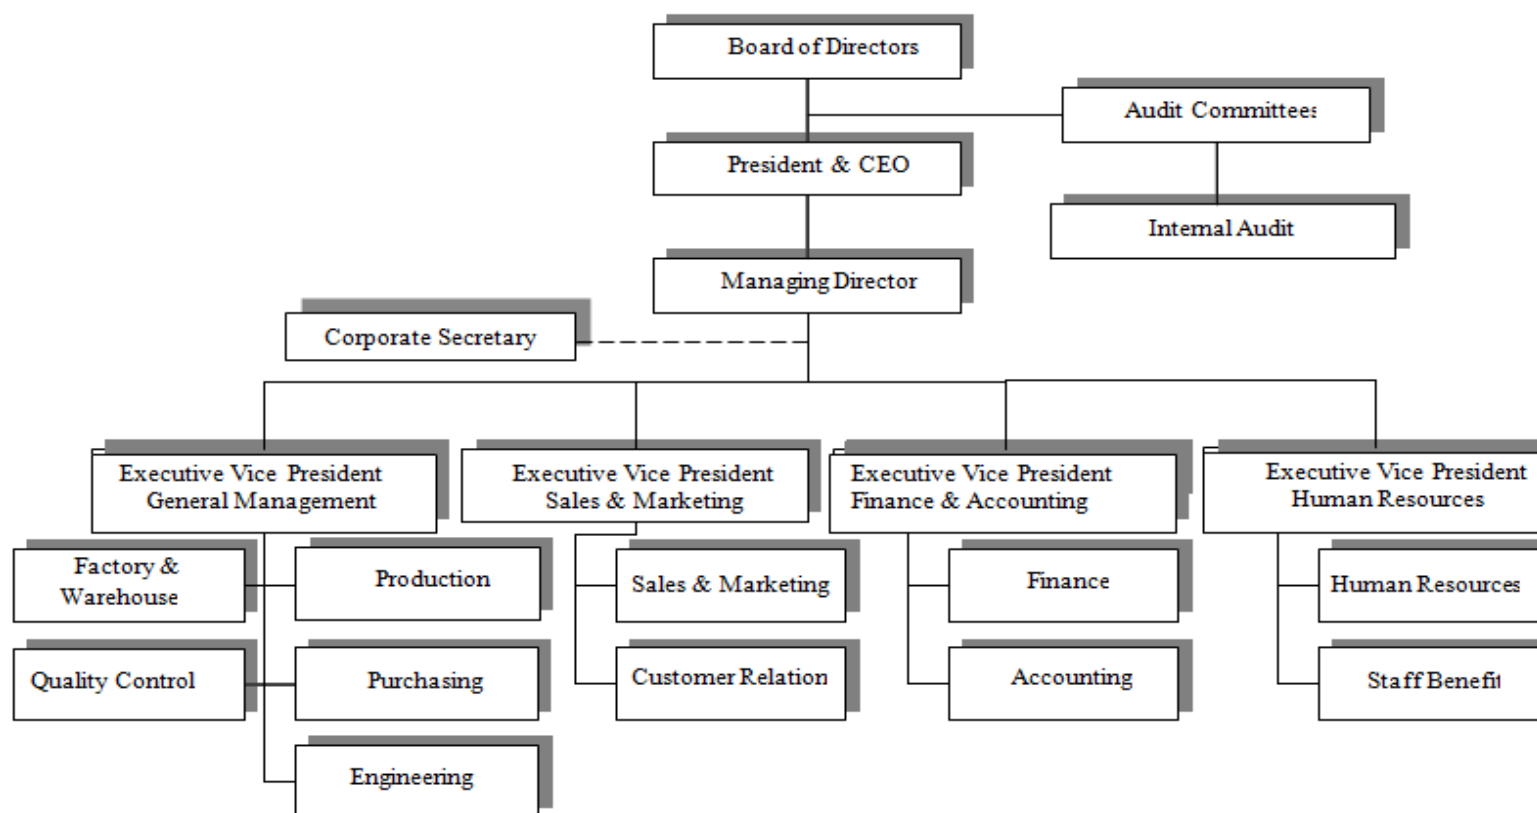 Board of Directors
Audit Committees
President & CEO
Internal Audit
Managing Director
Corporate Secretary
Executive Vice President
General Management
Executive Vice President
Sales & Marketing
Executive Vice President
Finance & Accounting
Executive Vice President
Human Resources
Factory &
Warehouse
Production
Sales & Marketing
Finance
Human Resources
Quality Control
Purchasing
Customer Relation
Accounting
Staff Benefit
Engineering